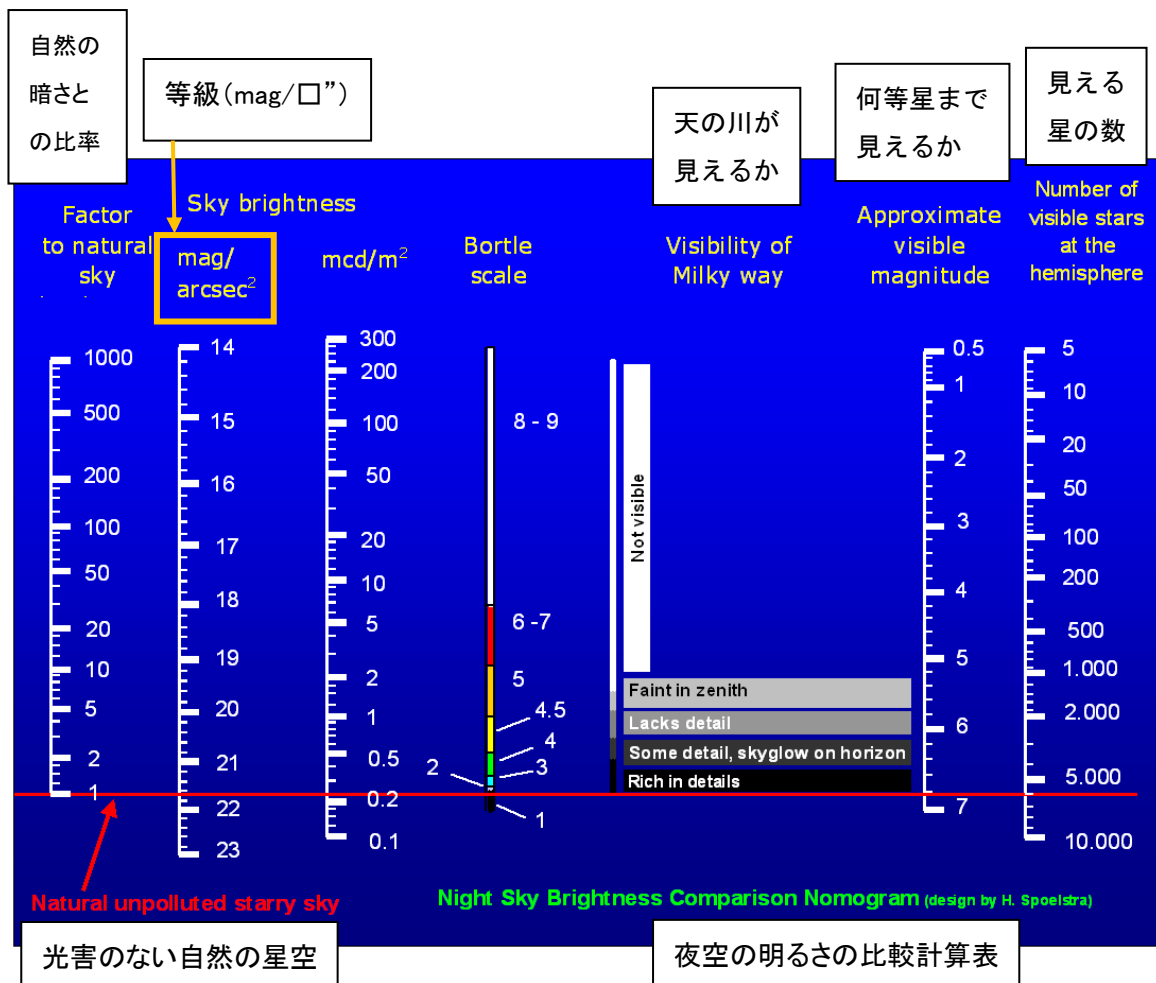 自然の
暗さと
の比率
等級（mag/□”）
天の川が
見えるか
何等星まで
見えるか
見える
星の数
Factor
to natural
sky
Sky brightness
mag/
arcsec²
mcd/m²
Bortle
scale
Visibility of
Milky way
Approximate
visible
magnitude
Number of
visible stars
at the
hemisphere
1000
500
200
100
50
20
10
5
2
1
14
15
16
17
18
19
20
21
22
23
300
200
100
50
20
10
5
2
1
0.5
0.2
0.1
8 - 9
6 -7
5
4.5
4
3
2
1
Not visible
Faint in zenith
Lacks detail
Some detail, skyglow on horizon
Rich in details
0.5
1
2
3
4
5
6
7
5
10
20
50
100
200
500
1.000
2.000
5.000
10.000
Natural unpolluted starry sky
Night Sky Brightness Comparison Nomogram (design by H. Spoelstra)
光害のない自然の星空
夜空の明るさの比較計算表